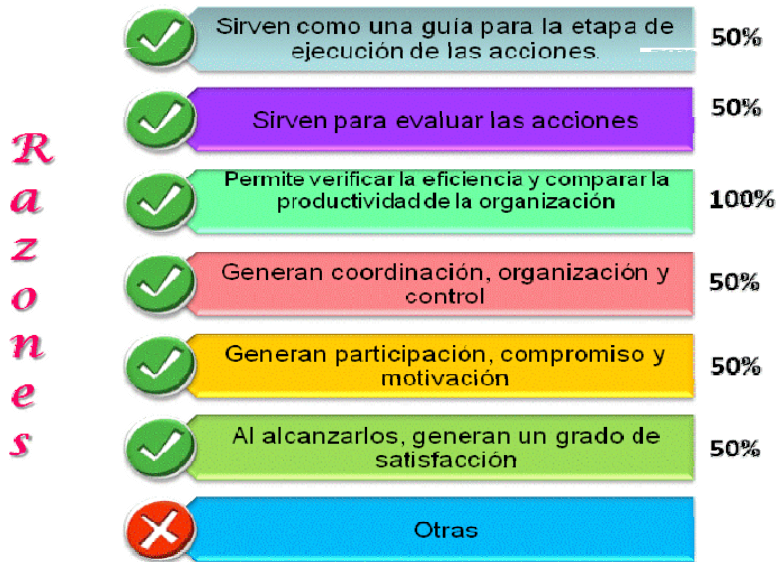 Razones
Sirven como una guía para la etapa de
ejecución de las acciones.
50%
Sirven para evaluar las acciones
50%
Permite verificar la eficiencia y comparar la
productividad de la organización
100%
Generan coordinación, organización y
control
50%
Generan participación, compromiso y
motivación
50%
Al alcanzarlos, generan un grado de
satisfacción
50%
Otras